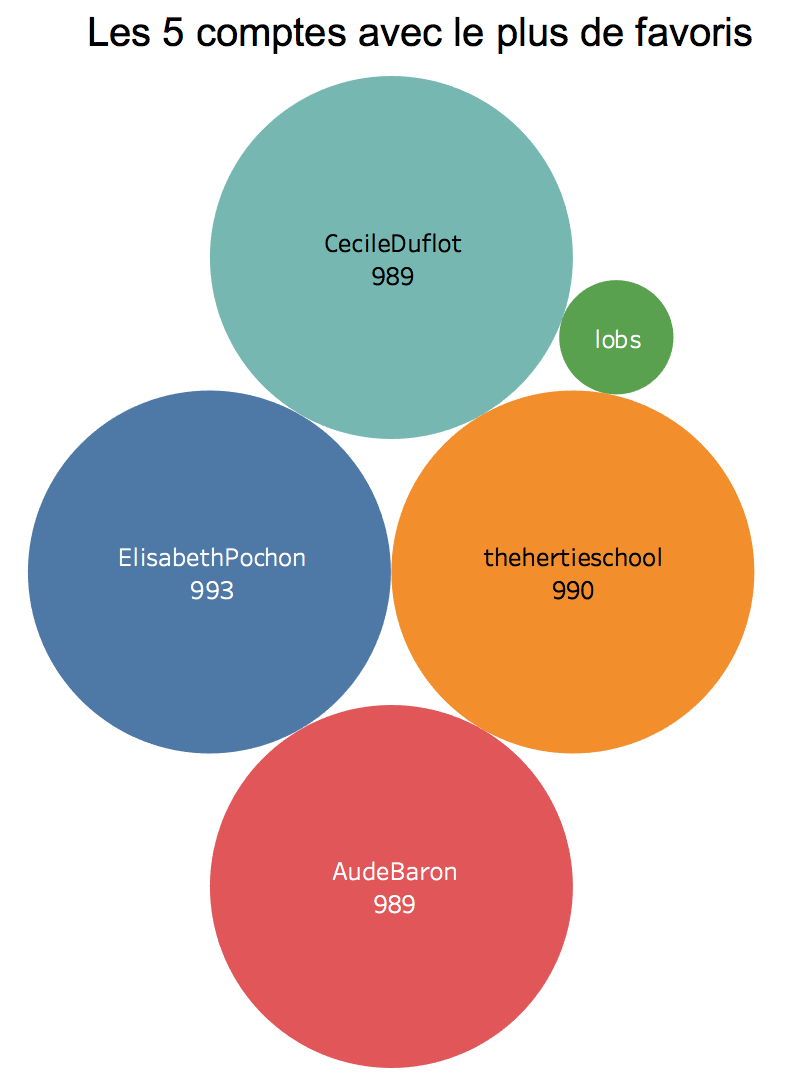 Les 5 comptes avec le plus de favoris
CecileDuflot
989
lobs
ElisabethPochon
993
thehertieschool
990
AudeBaron
989